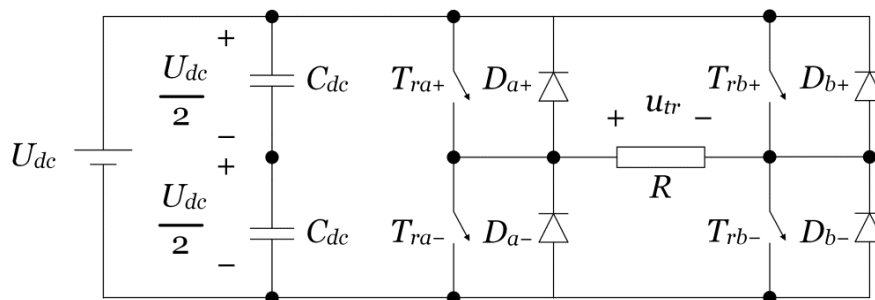 +
U_dc
2
−
C_dc
T_ra+
D_a+
+
u_tr
−
T_rb+
D_b+
U_dc
R
+
U_dc
2
−
C_dc
T_ra−
D_a−
T_rb−
D_b−